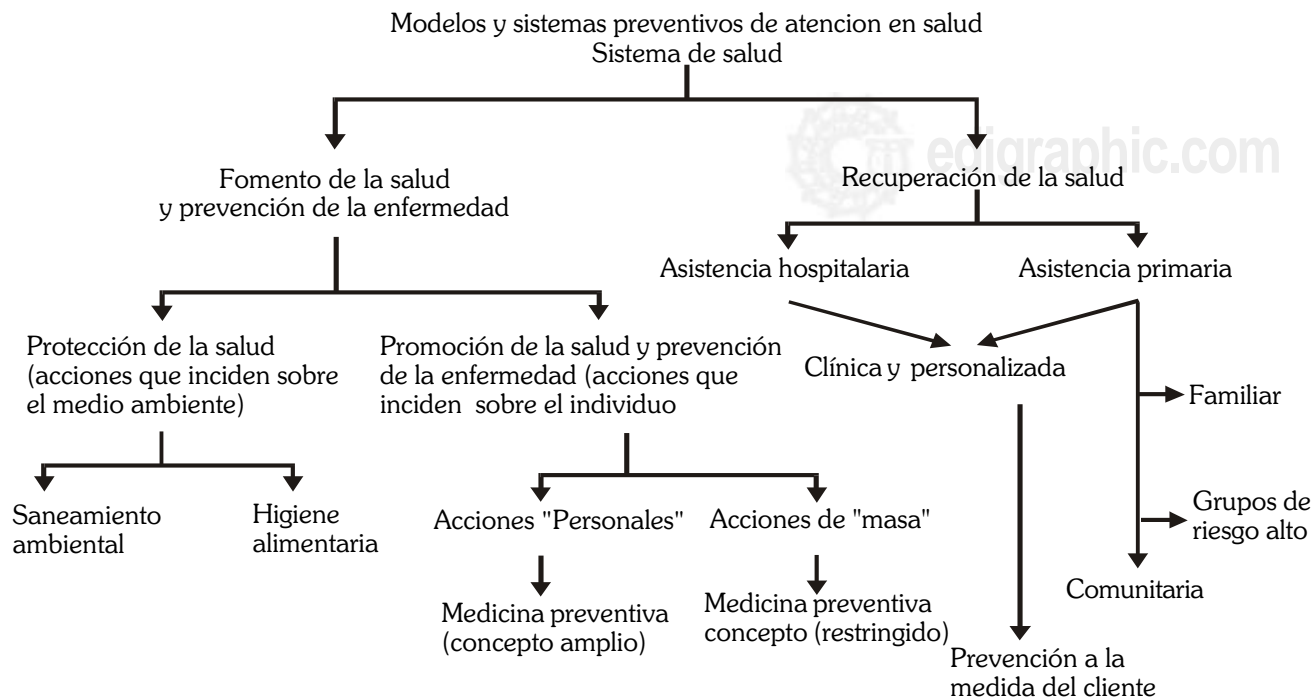 Modelos y sistemas preventivos de atencion en salud
Sistema de salud
edigraphic.com
Fomento de la salud
y prevención de la enfermedad
Recuperación de la salud
Asistencia hospitalaria
Asistencia primaria
Protección de la salud
(acciones que inciden sobre
el medio ambiente)
Promoción de la salud y prevención
de la enfermedad (acciones que
inciden sobre el individuo
Clínica y personalizada
Familiar
Saneamiento
ambiental
Higiene
alimentaria
Acciones "Personales"
Acciones de "masa"
Grupos de
riesgo alto
Comunitaria
Medicina preventiva
(concepto amplio)
Medicina preventiva
concepto (restringido)
Prevención a la
medida del cliente